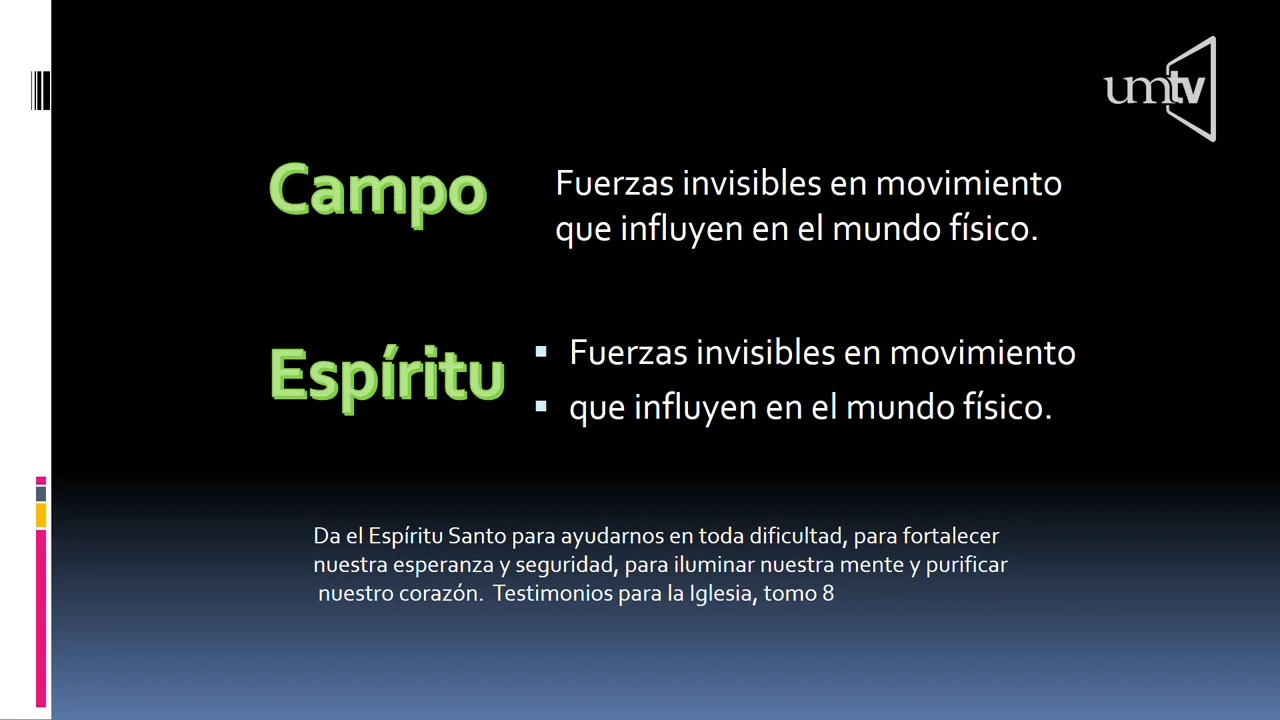 umtv
Campo
Fuerzas invisibles en movimiento
que influyen en el mundo físico.
Espíritu
▪ Fuerzas invisibles en movimiento
▪ que influyen en el mundo físico.
Da el Espíritu Santo para ayudarnos en toda dificultad, para fortalecer
nuestra esperanza y seguridad, para iluminar nuestra mente y purificar
nuestro corazón. Testimonios para la Iglesia, tomo 8